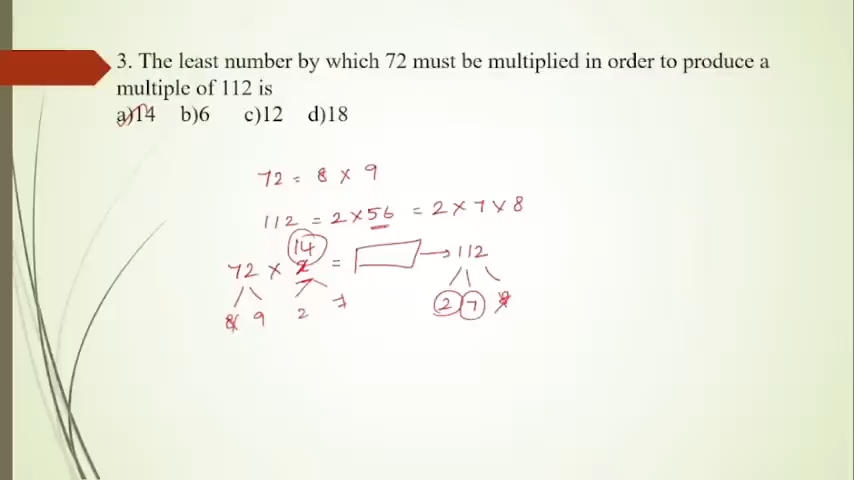 3. The least number by which 72 must be multiplied in order to produce a
multiple of 112 is
a)14 b)6 c)12 d)18
72 = 8 × 9
112 = 2 × 56 = 2 × 7 × 8
14
72 × x = → 112
8 9 2 7 2 7 8